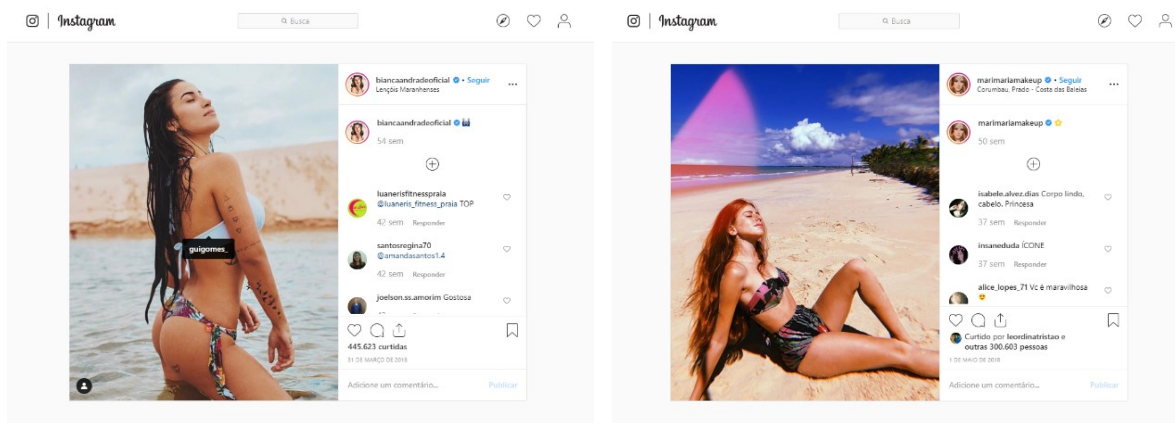 Instagram
Busca
biancaandradeoficial • Seguir
Lençóis Maranhenses
biancaandradeoficial
54 sem
luanerisfitnesspraia
@luaneris_fitness_praia TOP
42 sem Responder
santosregina70
@amandasantos1.4
42 sem Responder
joelson.ss.amorim Gostosa
guigomes_
445.623 curtidas
31 DE MARÇO DE 2018
Adicione um comentário... Publicar
Instagram
Busca
marimariamakeup • Seguir
Corumbau, Prado - Costa das Baleias
marimariamakeup
50 sem
isabele.alvez.dias Corpo lindo,
cabelo. Princesa
37 sem Responder
insaneduda ÍCONE
37 sem Responder
alice_lopes_71 Vc é maravilhosa
Curtido por leordinatristao e
outras 300.603 pessoas
1 DE MAIO DE 2018
Adicione um comentário... Publicar